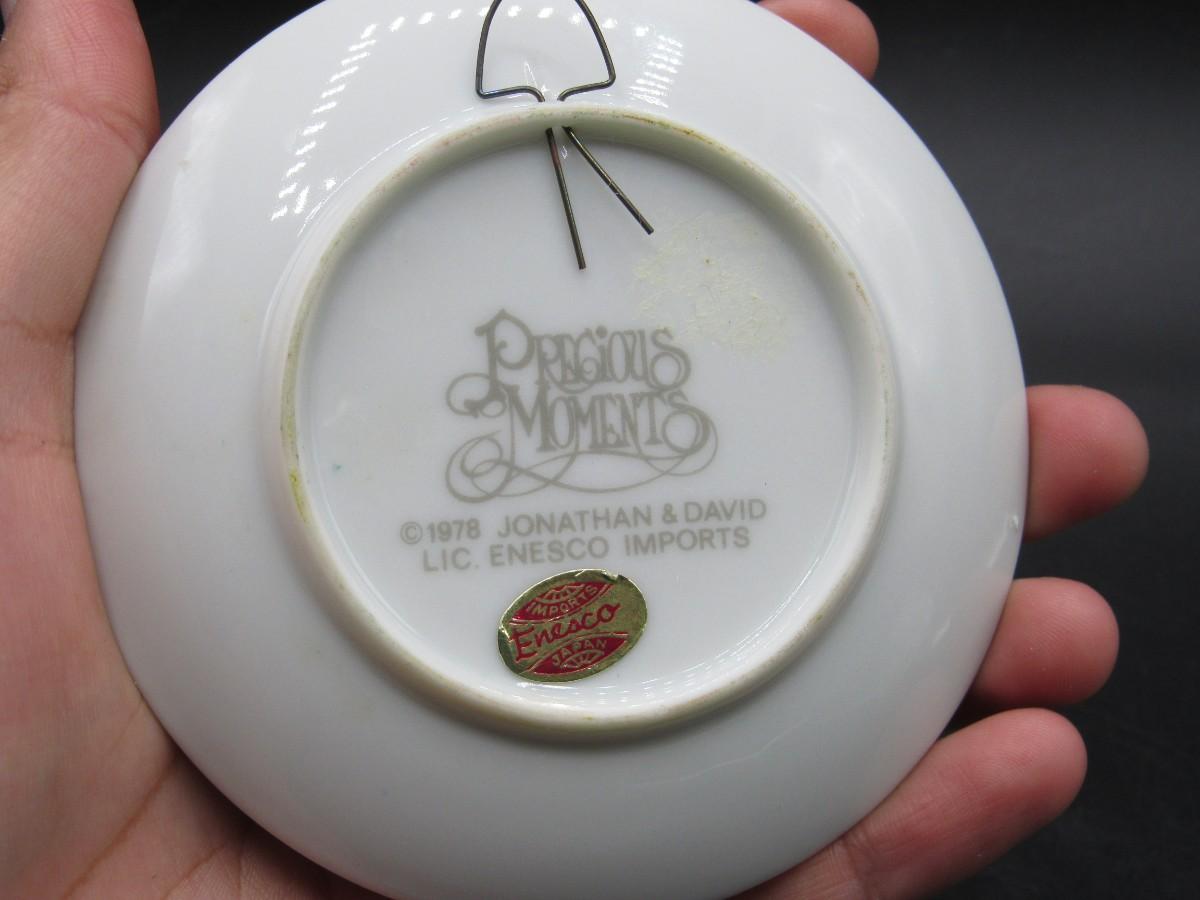 PRECIOUS
MOMENTS
©1978 JONATHAN & DAVID
LIC. ENESCO IMPORTS
IMPORTS
Enesco
JAPAN